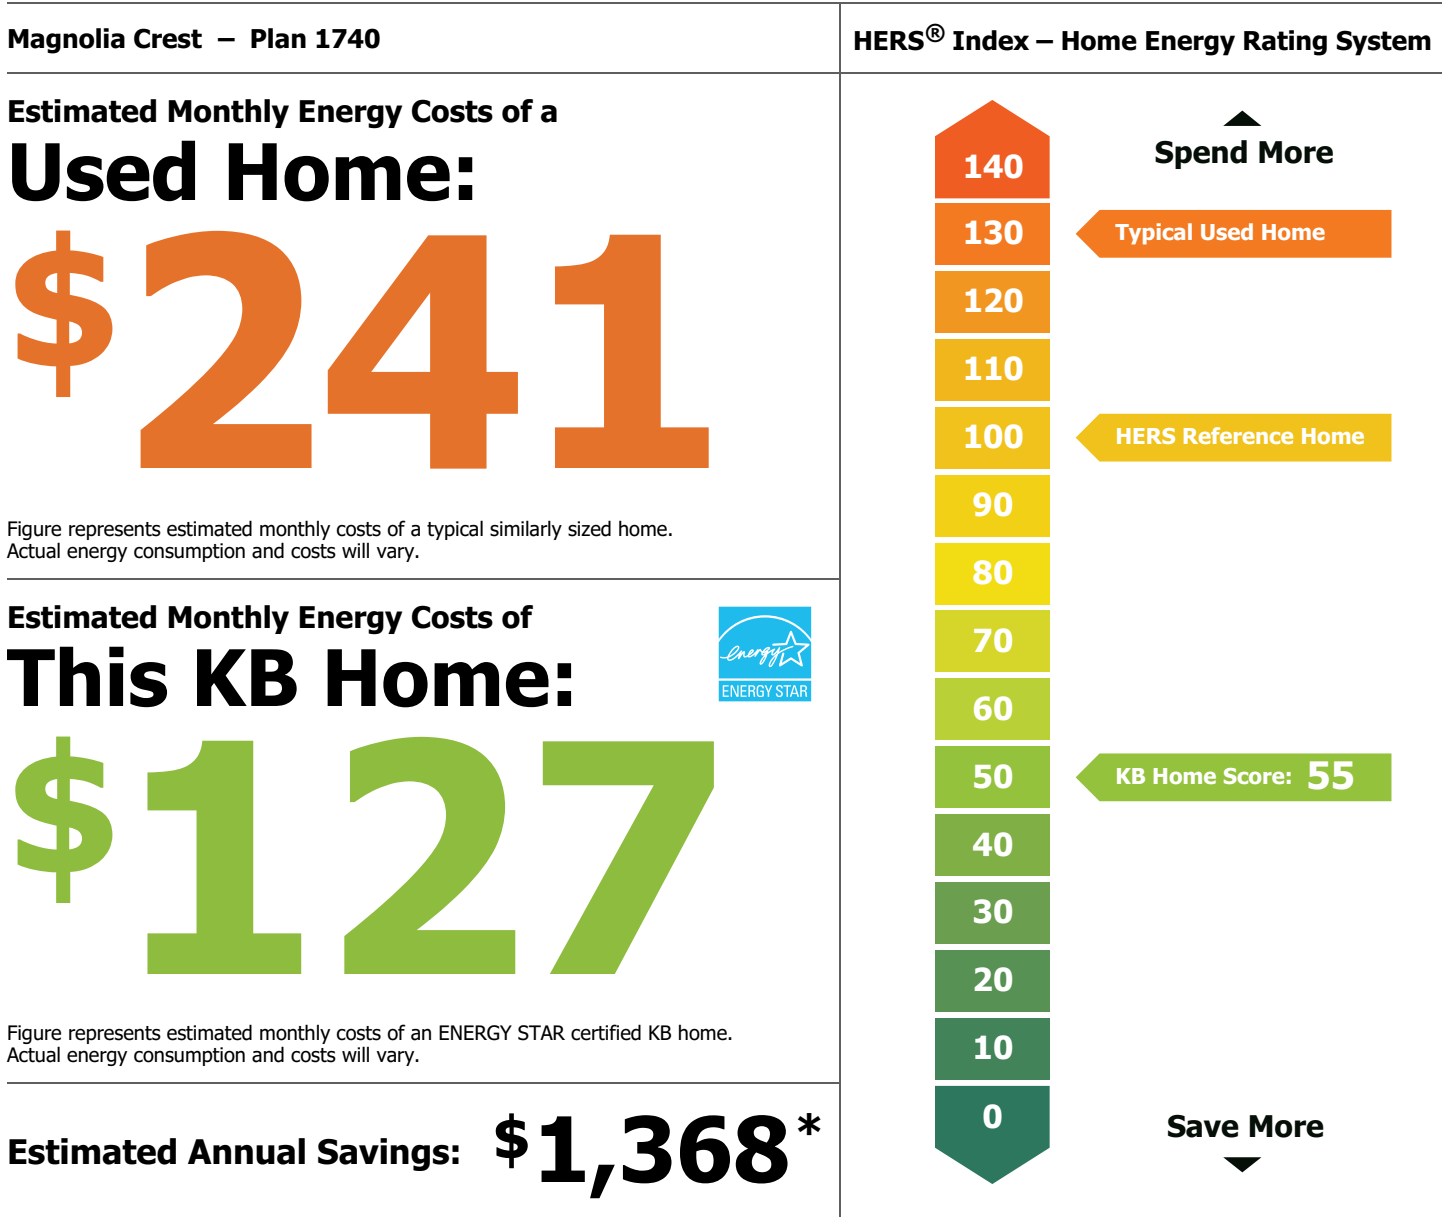 Magnolia Crest – Plan 1740
Estimated Monthly Energy Costs of a
Used Home:
$241
Figure represents estimated monthly costs of a typical similarly sized home.
Actual energy consumption and costs will vary.
Estimated Monthly Energy Costs of
This KB Home:
energy
ENERGY STAR
$127
Figure represents estimated monthly costs of an ENERGY STAR certified KB home.
Actual energy consumption and costs will vary.
Estimated Annual Savings: $1,368*
HERS® Index – Home Energy Rating System
Spend More
140
130 Typical Used Home
120
110
100 HERS Reference Home
90
80
70
60
50 KB Home Score: 55
40
30
20
10
0
Save More